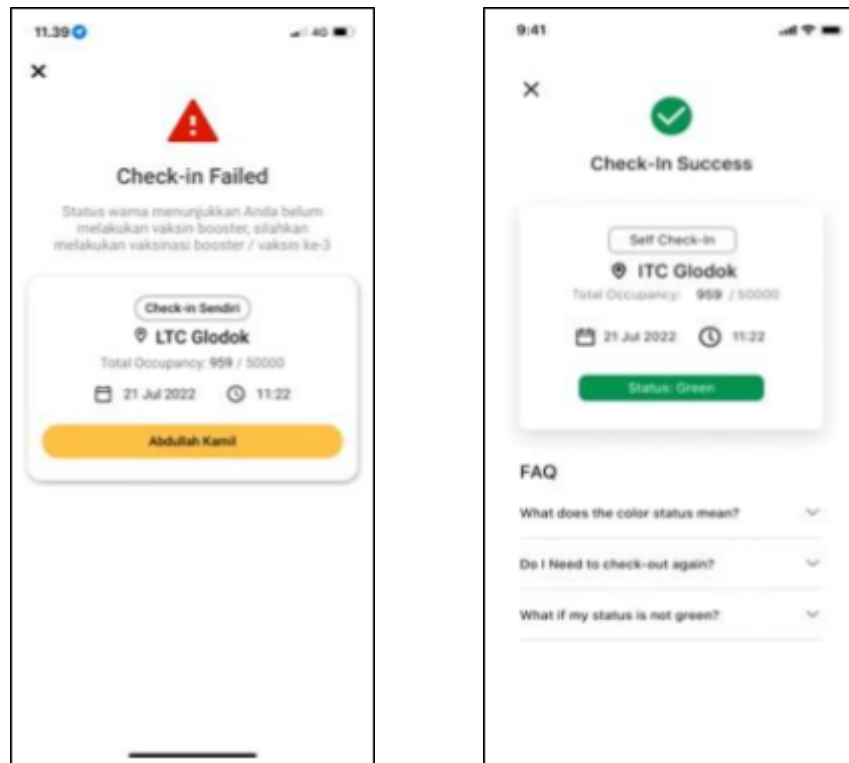 11.39
4G
Check-in Failed
Status warna menunjukkan Anda belum
melakukan vaksin booster, silahkan
melakukan vaksinasi booster / vaksin ke-3
Check-in Sendiri
LTC Glodok
Total Occupancy: 959 / 50000
21 Jul 2022 11:22
Abdullah Kamil
9:41
Check-In Success
Self Check-In
ITC Glodok
Total Occupancy: 959 / 50000
21 Jul 2022 11:22
Status: Green
FAQ
What does the color status mean?
Do I Need to check-out again?
What if my status is not green?